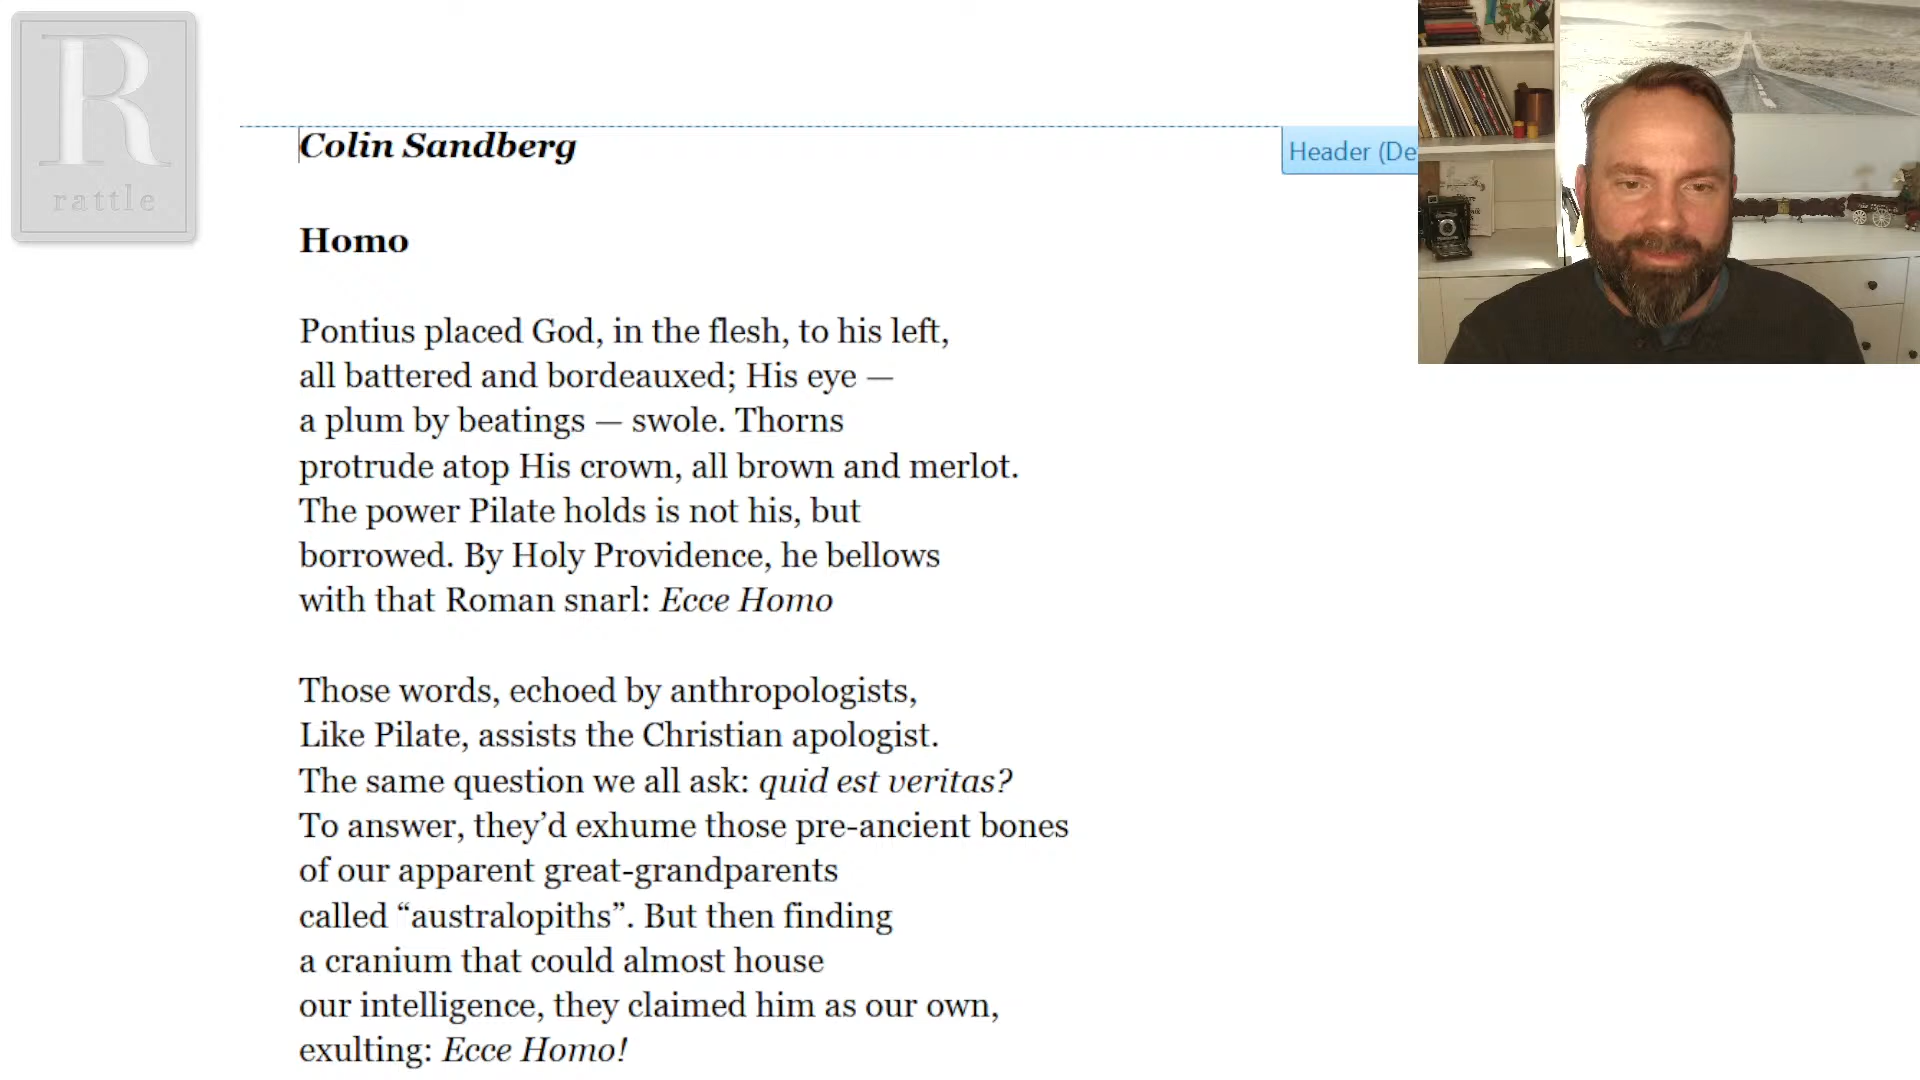 R
rattle
Colin Sandberg
Header (De
Homo
Pontius placed God, in the flesh, to his left,
all battered and bordeauxed; His eye —
a plum by beatings — swole. Thorns
protrude atop His crown, all brown and merlot.
The power Pilate holds is not his, but
borrowed. By Holy Providence, he bellows
with that Roman snarl: Ecce Homo
Those words, echoed by anthropologists,
Like Pilate, assists the Christian apologist.
The same question we all ask: quid est veritas?
To answer, they’d exhume those pre-ancient bones
of our apparent great-grandparents
called “australopiths”. But then finding
a cranium that could almost house
our intelligence, they claimed him as our own,
exulting: Ecce Homo!